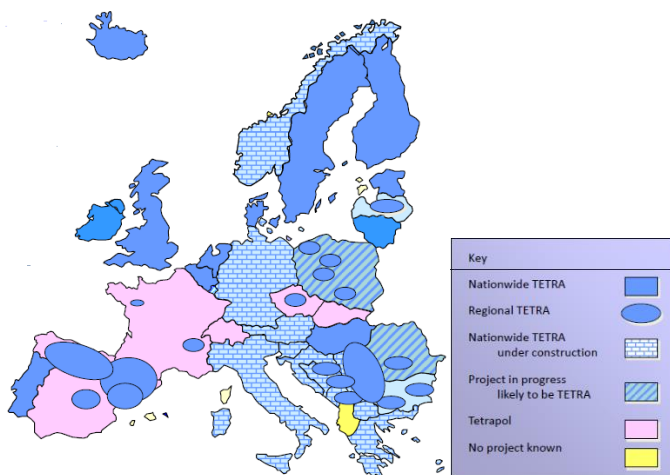 Key
Nationwide TETRA
Regional TETRA
Nationwide TETRA
under construction
Project in progress
likely to be TETRA
Tetrapol
No project known